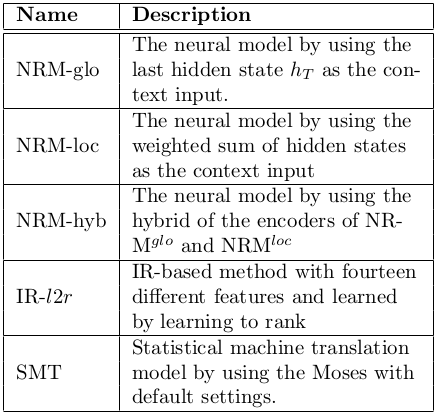 Name Description
The neural model by using the
NRM-glo last hidden state h_T as the con-
text input.
The neural model by using the
NRM-loc weighted sum of hidden states
as the context input
The neural model by using the
NRM-hyb hybrid of the encoders of NR-
M^glo and NRM^loc
IR-based method with fourteen
IR-l2r different features and learned
by learning to rank
Statistical machine translation
SMT model by using the Moses with
default settings.